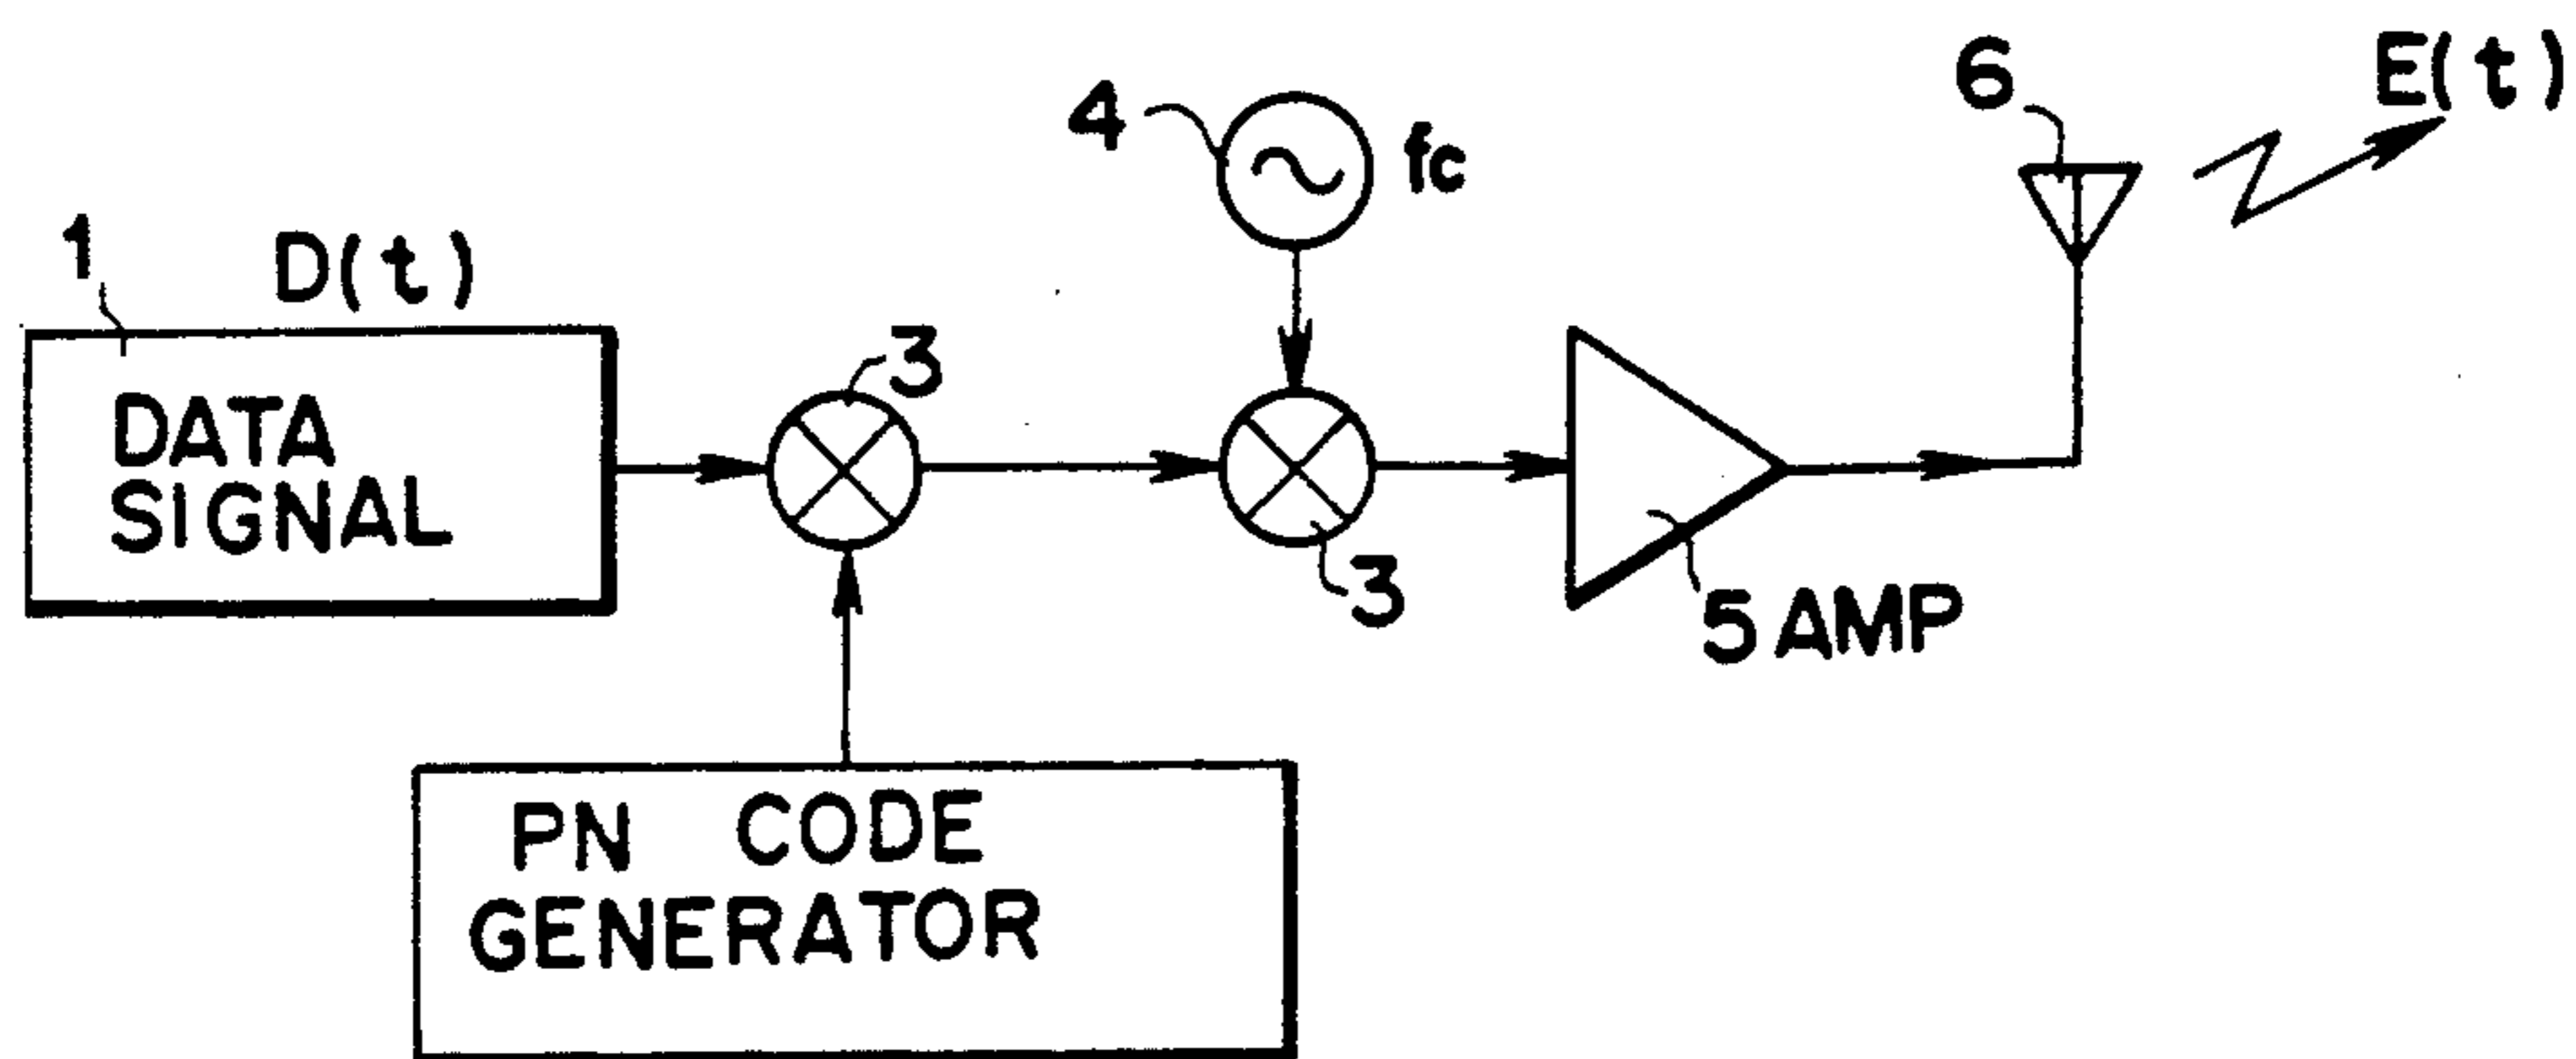 6
E(t)
4
fc
1
D(t)
DATA
SIGNAL
3
3
5 AMP
PN CODE
GENERATOR